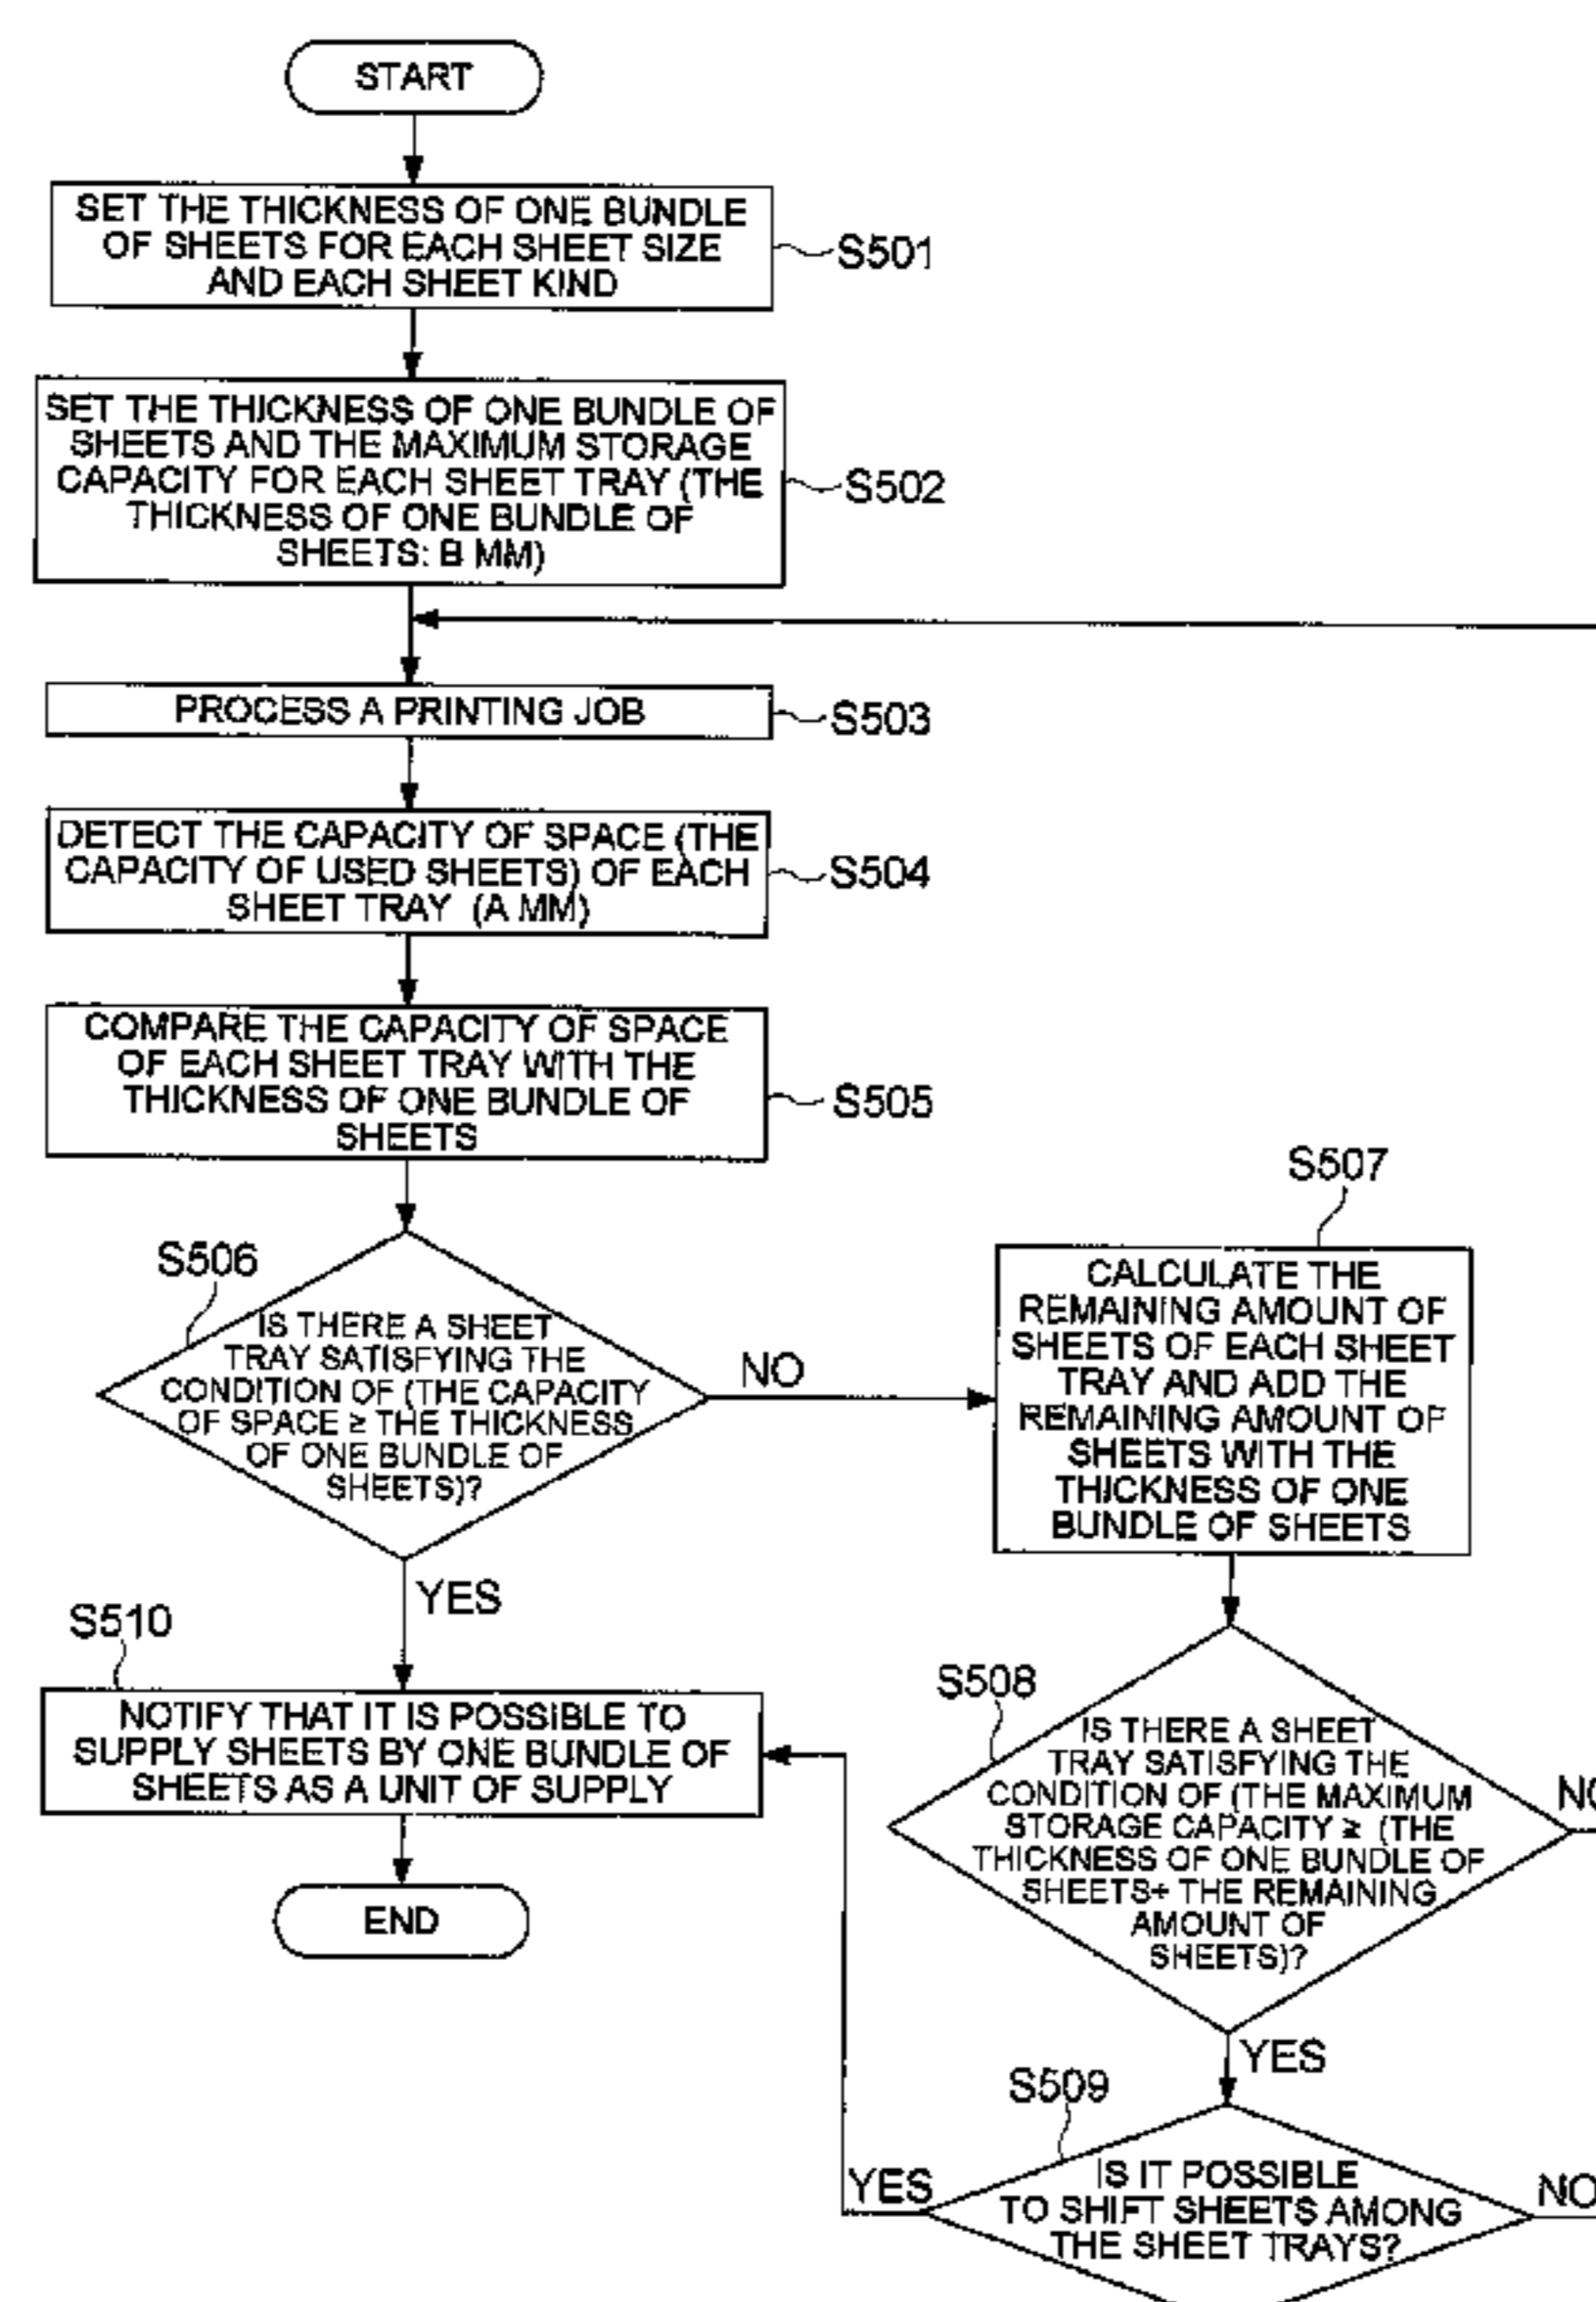 START
SET THE THICKNESS OF ONE BUNDLE
OF SHEETS FOR EACH SHEET SIZE
AND EACH SHEET KIND
S501
SET THE THICKNESS OF ONE BUNDLE OF
SHEETS AND THE MAXIMUM STORAGE
CAPACITY FOR EACH SHEET TRAY (THE
THICKNESS OF ONE BUNDLE OF
SHEETS: B MM)
S502
PROCESS A PRINTING JOB
S503
DETECT THE CAPACITY OF SPACE (THE
CAPACITY OF USED SHEETS) OF EACH
SHEET TRAY (A MM)
S504
COMPARE THE CAPACITY OF SPACE
OF EACH SHEET TRAY WITH THE
THICKNESS OF ONE BUNDLE OF
SHEETS
S505
S506
IS THERE A SHEET
TRAY SATISFYING THE
CONDITION OF (THE CAPACITY
OF SPACE ≥ THE THICKNESS
OF ONE BUNDLE OF
SHEETS)?
NO
YES
S507
CALCULATE THE
REMAINING AMOUNT OF
SHEETS OF EACH SHEET
TRAY AND ADD THE
REMAINING AMOUNT OF
SHEETS WITH THE
THICKNESS OF ONE
BUNDLE OF SHEETS
S508
IS THERE A SHEET
TRAY SATISFYING THE
CONDITION OF (THE MAXIMUM
STORAGE CAPACITY ≧ (THE
THICKNESS OF ONE BUNDLE OF
SHEETS+ THE REMAINING
AMOUNT OF
SHEETS)?
NO
YES
S509
IS IT POSSIBLE
TO SHIFT SHEETS AMONG
THE SHEET TRAYS?
NO
YES
S510
NOTIFY THAT IT IS POSSIBLE TO
SUPPLY SHEETS BY ONE BUNDLE OF
SHEETS AS A UNIT OF SUPPLY
END